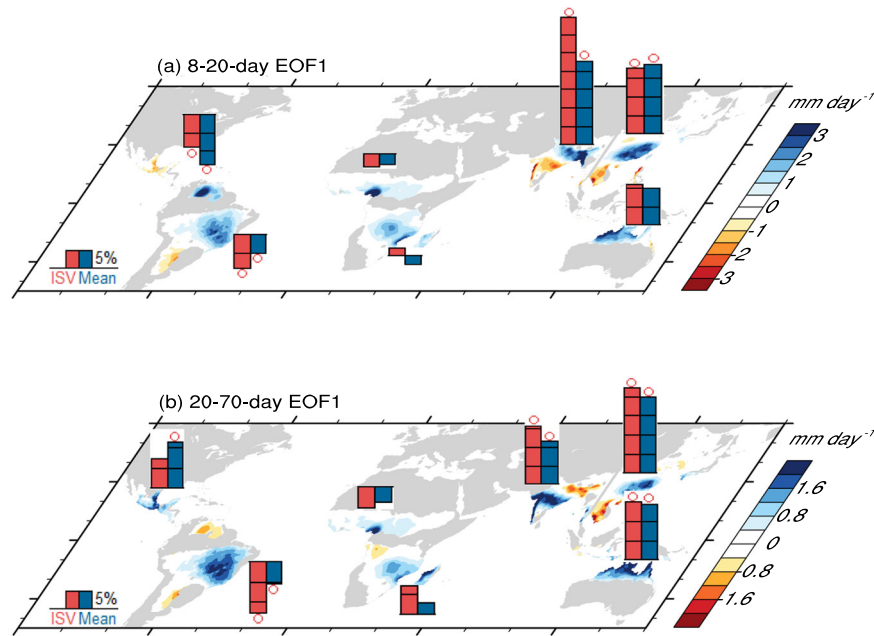 (a) 8-20-day EOF1
mm day⁻¹
3
2
1
0
-1
-2
-3
5%
ISV Mean
(b) 20-70-day EOF1
mm day⁻¹
1.6
0.8
0
-0.8
-1.6
5%
ISV Mean